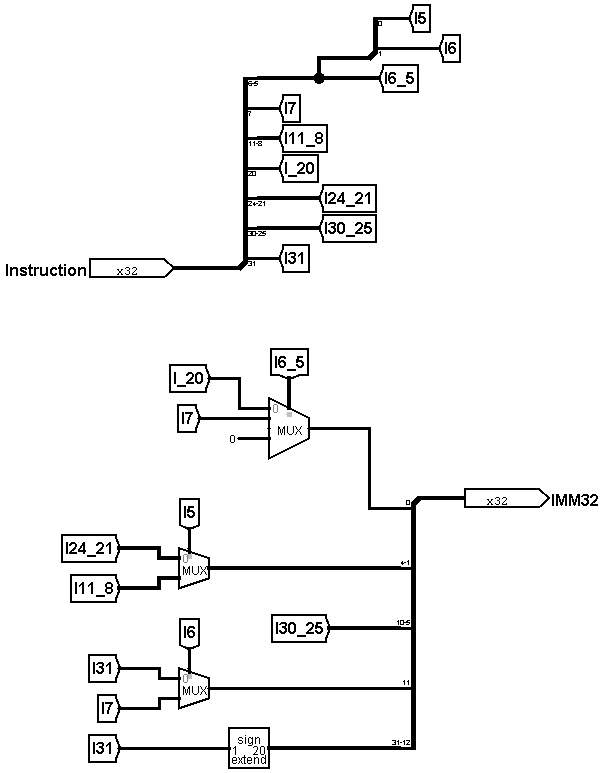 I5
0
I6
1
I6_5
6-5
I7
7
I11_8
11-8
I_20
20
I24_21
24-21
I30_25
30-25
I31
31
Instruction
x32
I6_5
I_20
0
I7
MUX
0
x32
IMM32
0
I5
I24_21
0
MUX
4-1
I11_8
I30_25
10-5
I6
I31
0
MUX
11
I7
I31
sign
1 20
extend
31-12